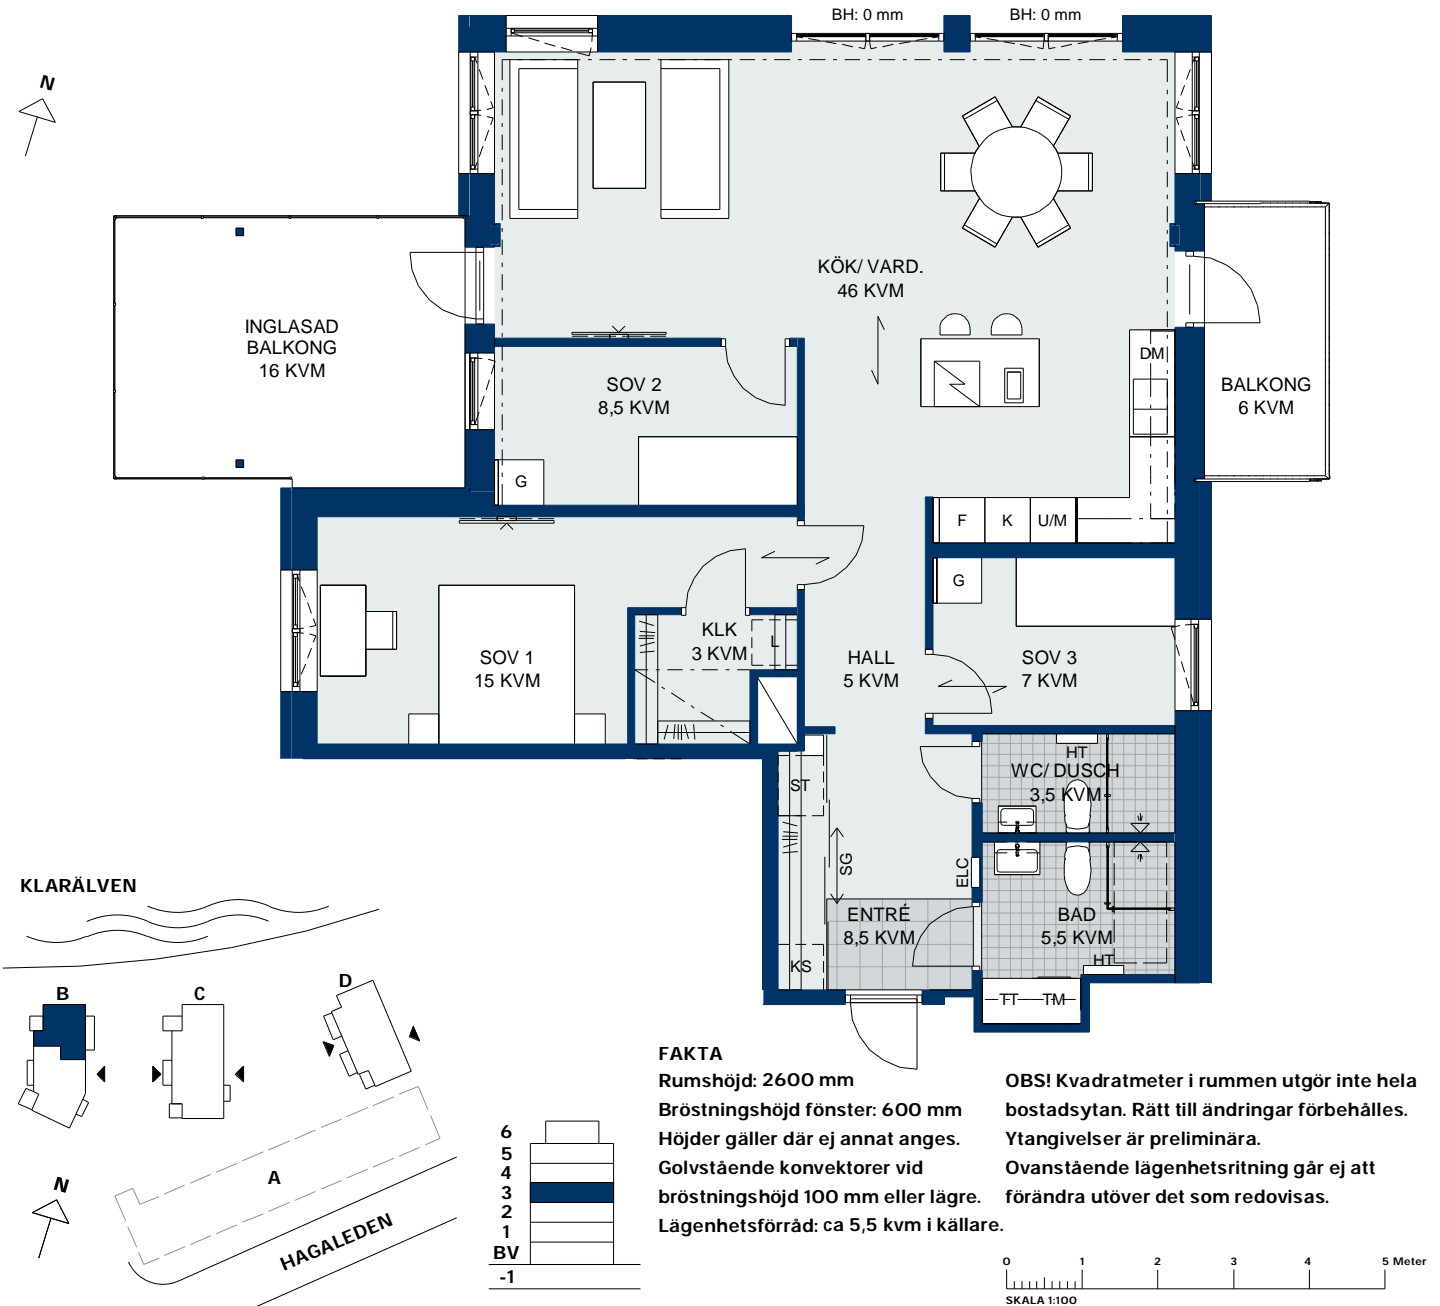 BH: 0 mm
BH: 0 mm
N
KÖK/ VARD.
46 KVM
INGLASAD
BALKONG
16 KVM
DM
SOV 2
8,5 KVM
BALKONG
6 KVM
G
F
K
U/M
G
KLK
3 KVM
L
SOV 1
15 KVM
HALL
5 KVM
SOV 3
7 KVM
HT
WC/ DUSCH
3,5 KVM
ST
SG
ELC
ENTRÉ
8,5 KVM
BAD
5,5 KVM
HT
KS
TT
TM
KLARÄLVEN
B
C
D
A
N
HAGALEDEN
6
5
4
3
2
1
BV
-1
FAKTA
Rumshöjd: 2600 mm
Bröstningshöjd fönster: 600 mm
Höjder gäller där ej annat anges.
Golvstående konvektorer vid
bröstningshöjd 100 mm eller lägre.
Lägenhetsförråd: ca 5,5 kvm i källare.
OBS! Kvadratmeter i rummen utgör inte hela
bostadsytan. Rätt till ändringar förbehålles.
Ytangivelser är preliminära.
Ovanstående lägenhetsritning går ej att
förändra utöver det som redovisas.
0 1 2 3 4 5 Meter
SKALA 1:100